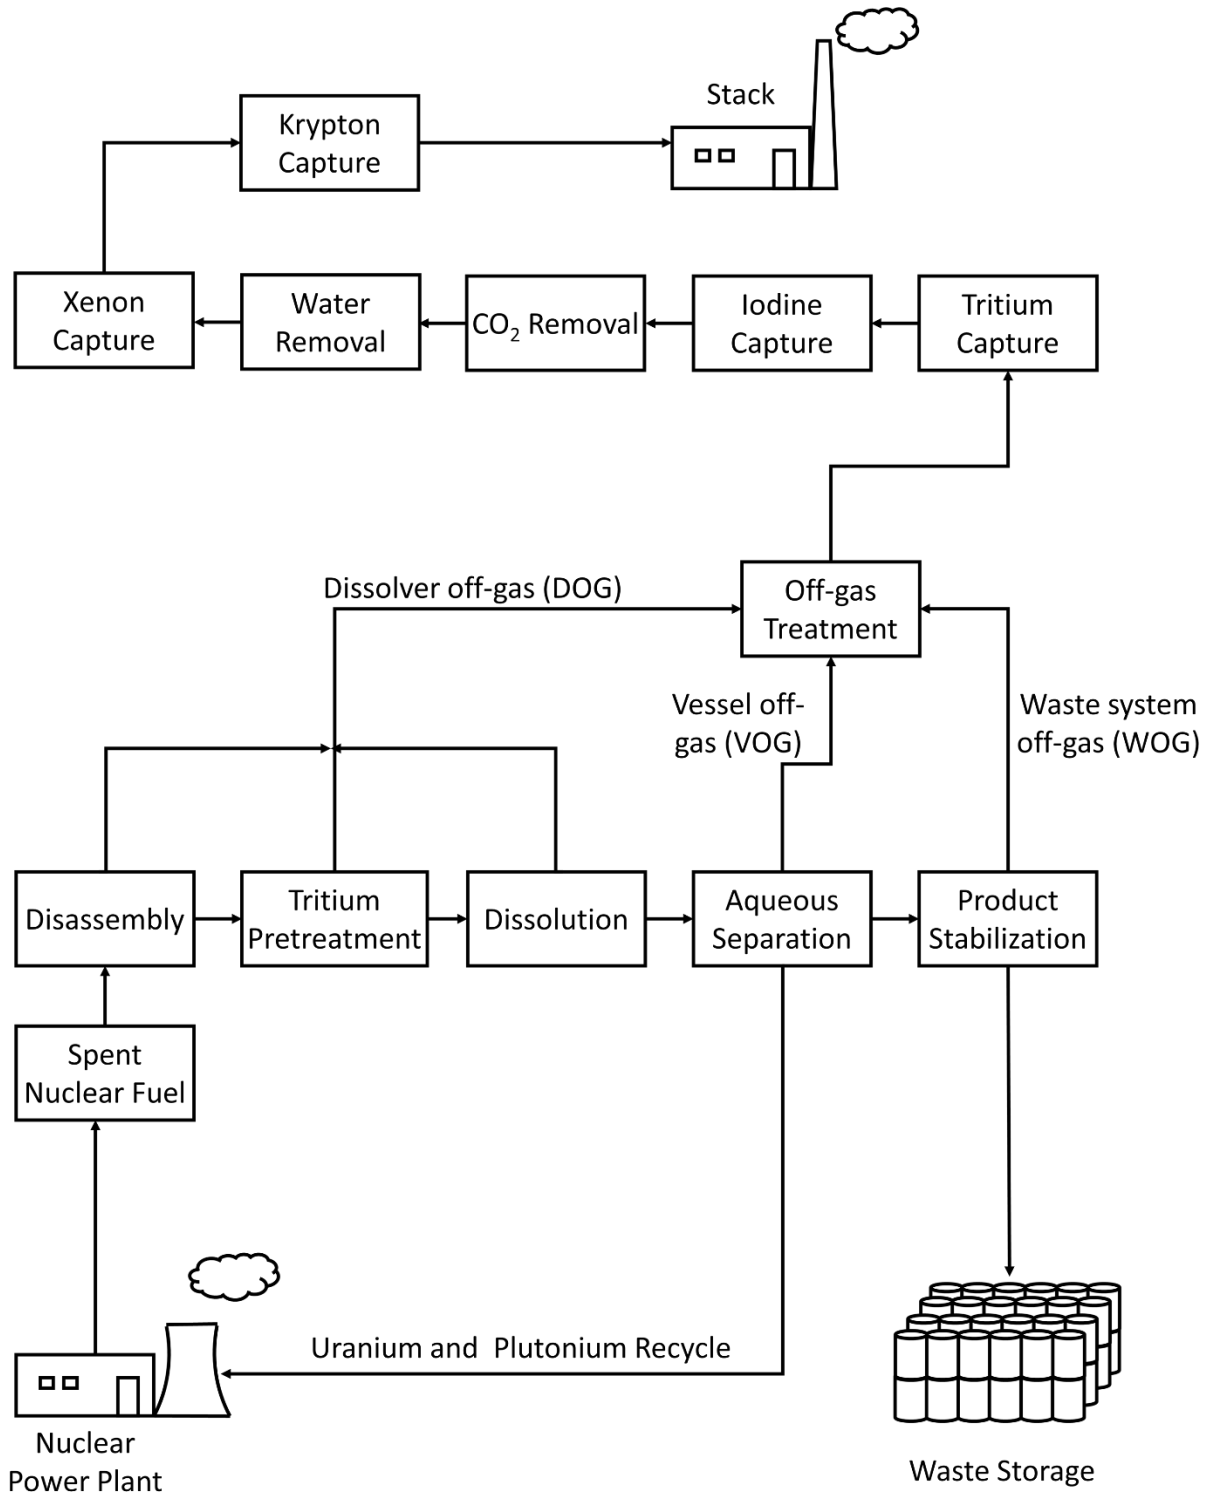 Stack
Krypton
Capture
Xenon
Capture
Water
Removal
CO₂ Removal
Iodine
Capture
Tritium
Capture
Dissolver off-gas (DOG)
Off-gas
Treatment
Vessel off-
gas (VOG)
Waste system
off-gas (WOG)
Disassembly
Tritium
Pretreatment
Dissolution
Aqueous
Separation
Product
Stabilization
Spent
Nuclear Fuel
Uranium and  Plutonium Recycle
Nuclear
Power Plant
Waste Storage